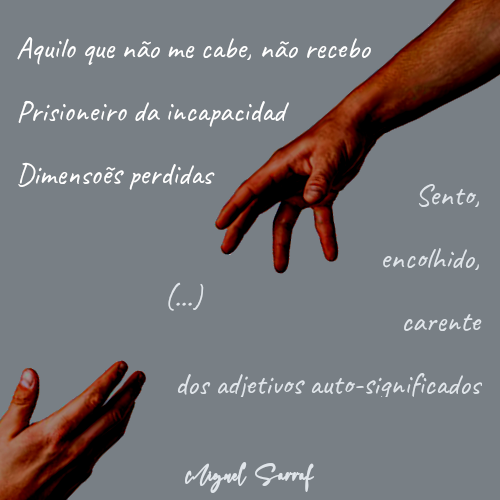 Aquilo que não me cabe, não recebo
Prisioneiro da incapacidad
Dimensoẽs perdidas
Sento,
encolhido,
(...)
carente
dos adjetivos auto-significados
Miguel Sarraf